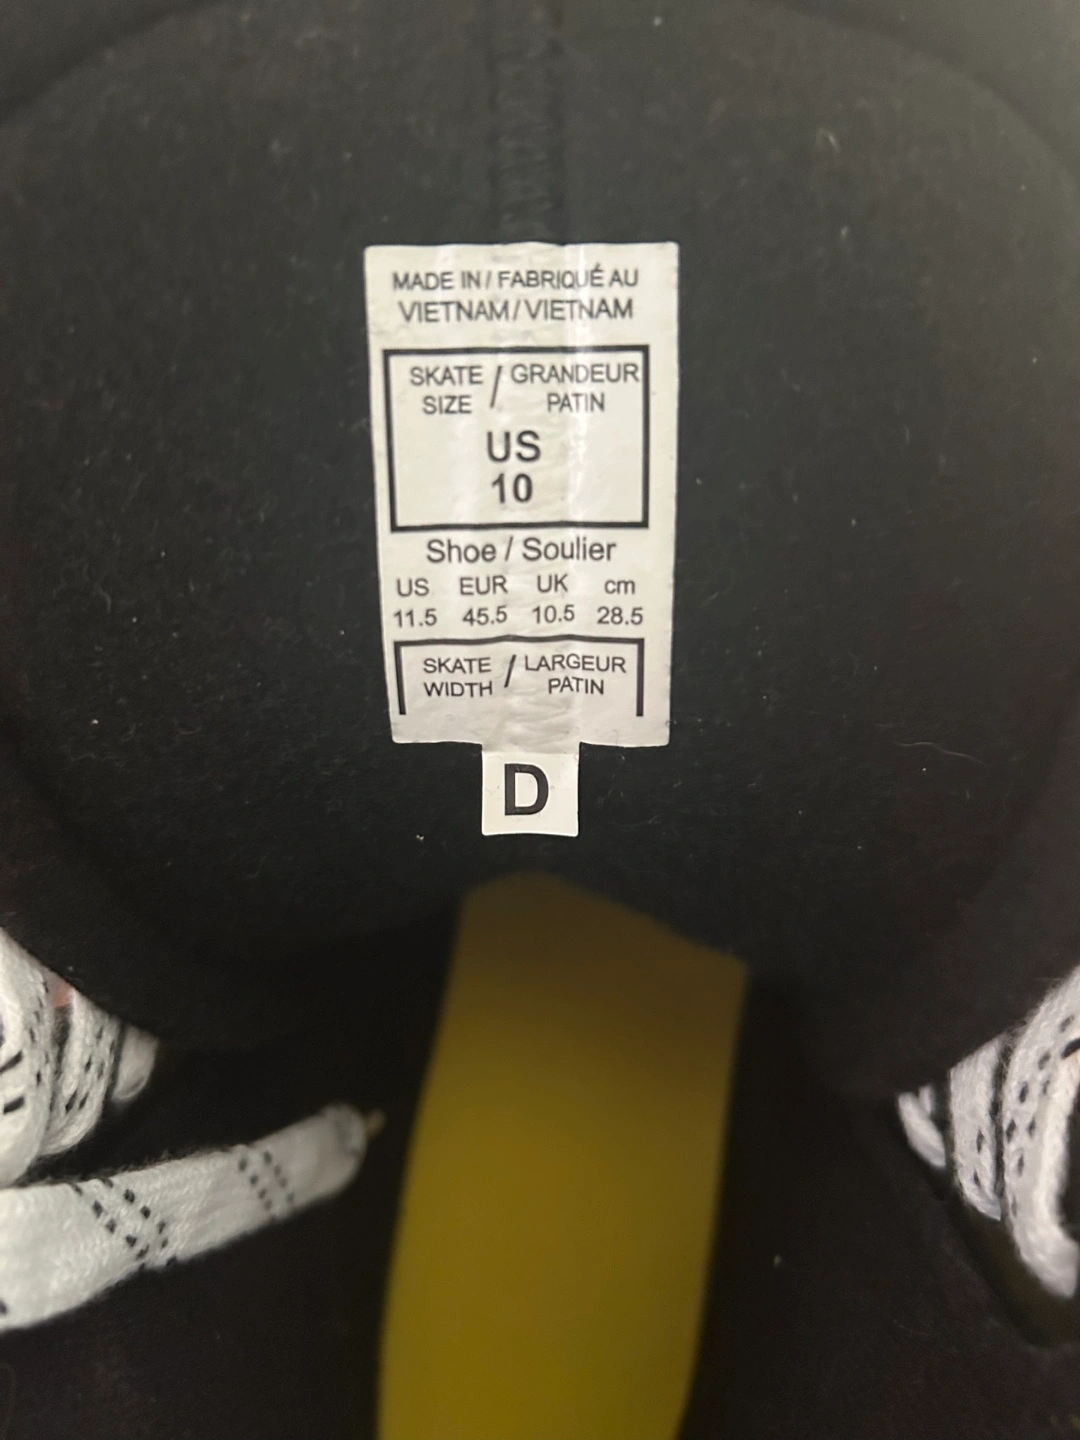 MADE IN / FABRIQUÉ AU
VIETNAM / VIETNAM
SKATE / GRANDEUR
SIZE PATIN
US
10
Shoe / Soulier
US EUR UK cm
11.5 45.5 10.5 28.5
SKATE / LARGEUR
WIDTH PATIN
D